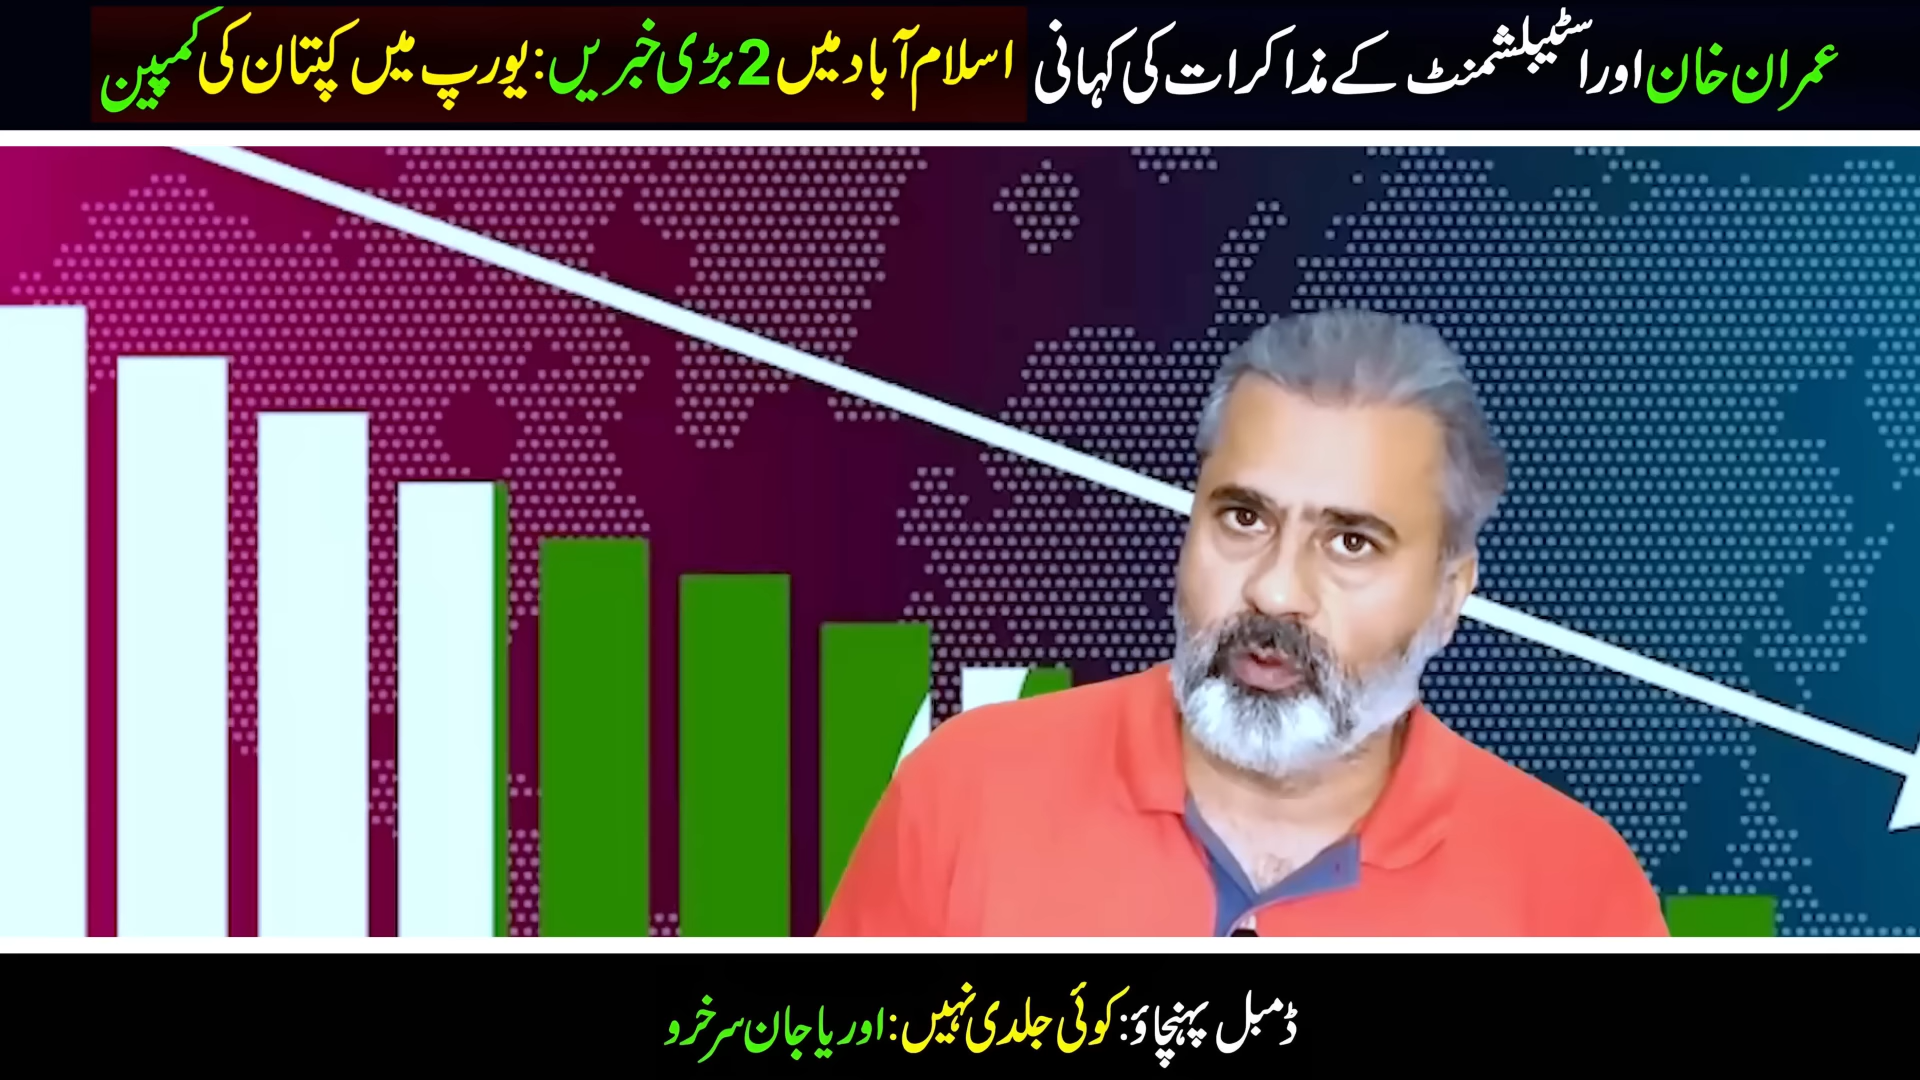 عمران خان اور اسٹیبلشمنٹ کے مذاکرات کی کہانی اسلام آباد میں 2 بڑی خبریں: یورپ میں کپتان کی کمپین
ڈمبل پہنچاؤ: کوئی جلدی نہیں: اوریا جان سرخرو